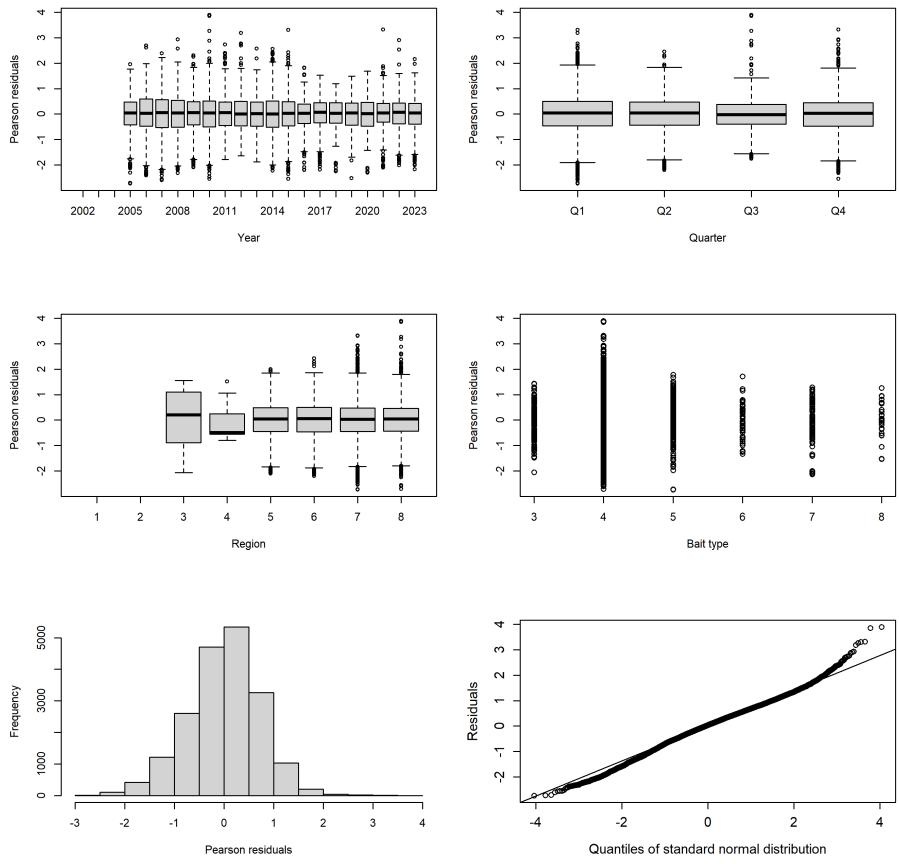 Pearson residuals
4
3
2
1
0
-1
-2
2002 2005 2008 2011 2014 2017 2020 2023
Year
Pearson residuals
4
3
2
1
0
-1
-2
Q1 Q2 Q3 Q4
Quarter
Pearson residuals
4
3
2
1
0
-1
-2
1 2 3 4 5 6 7 8
Region
Pearson residuals
4
3
2
1
0
-1
-2
3 4 5 6 7 8
Bait type
Frequency
5000
3000
1000
0
-3 -2 -1 0 1 2 3 4
Pearson residuals
Residuals
4
3
2
1
0
-1
-2
-4 -2 0 2 4
Quantiles of standard normal distribution